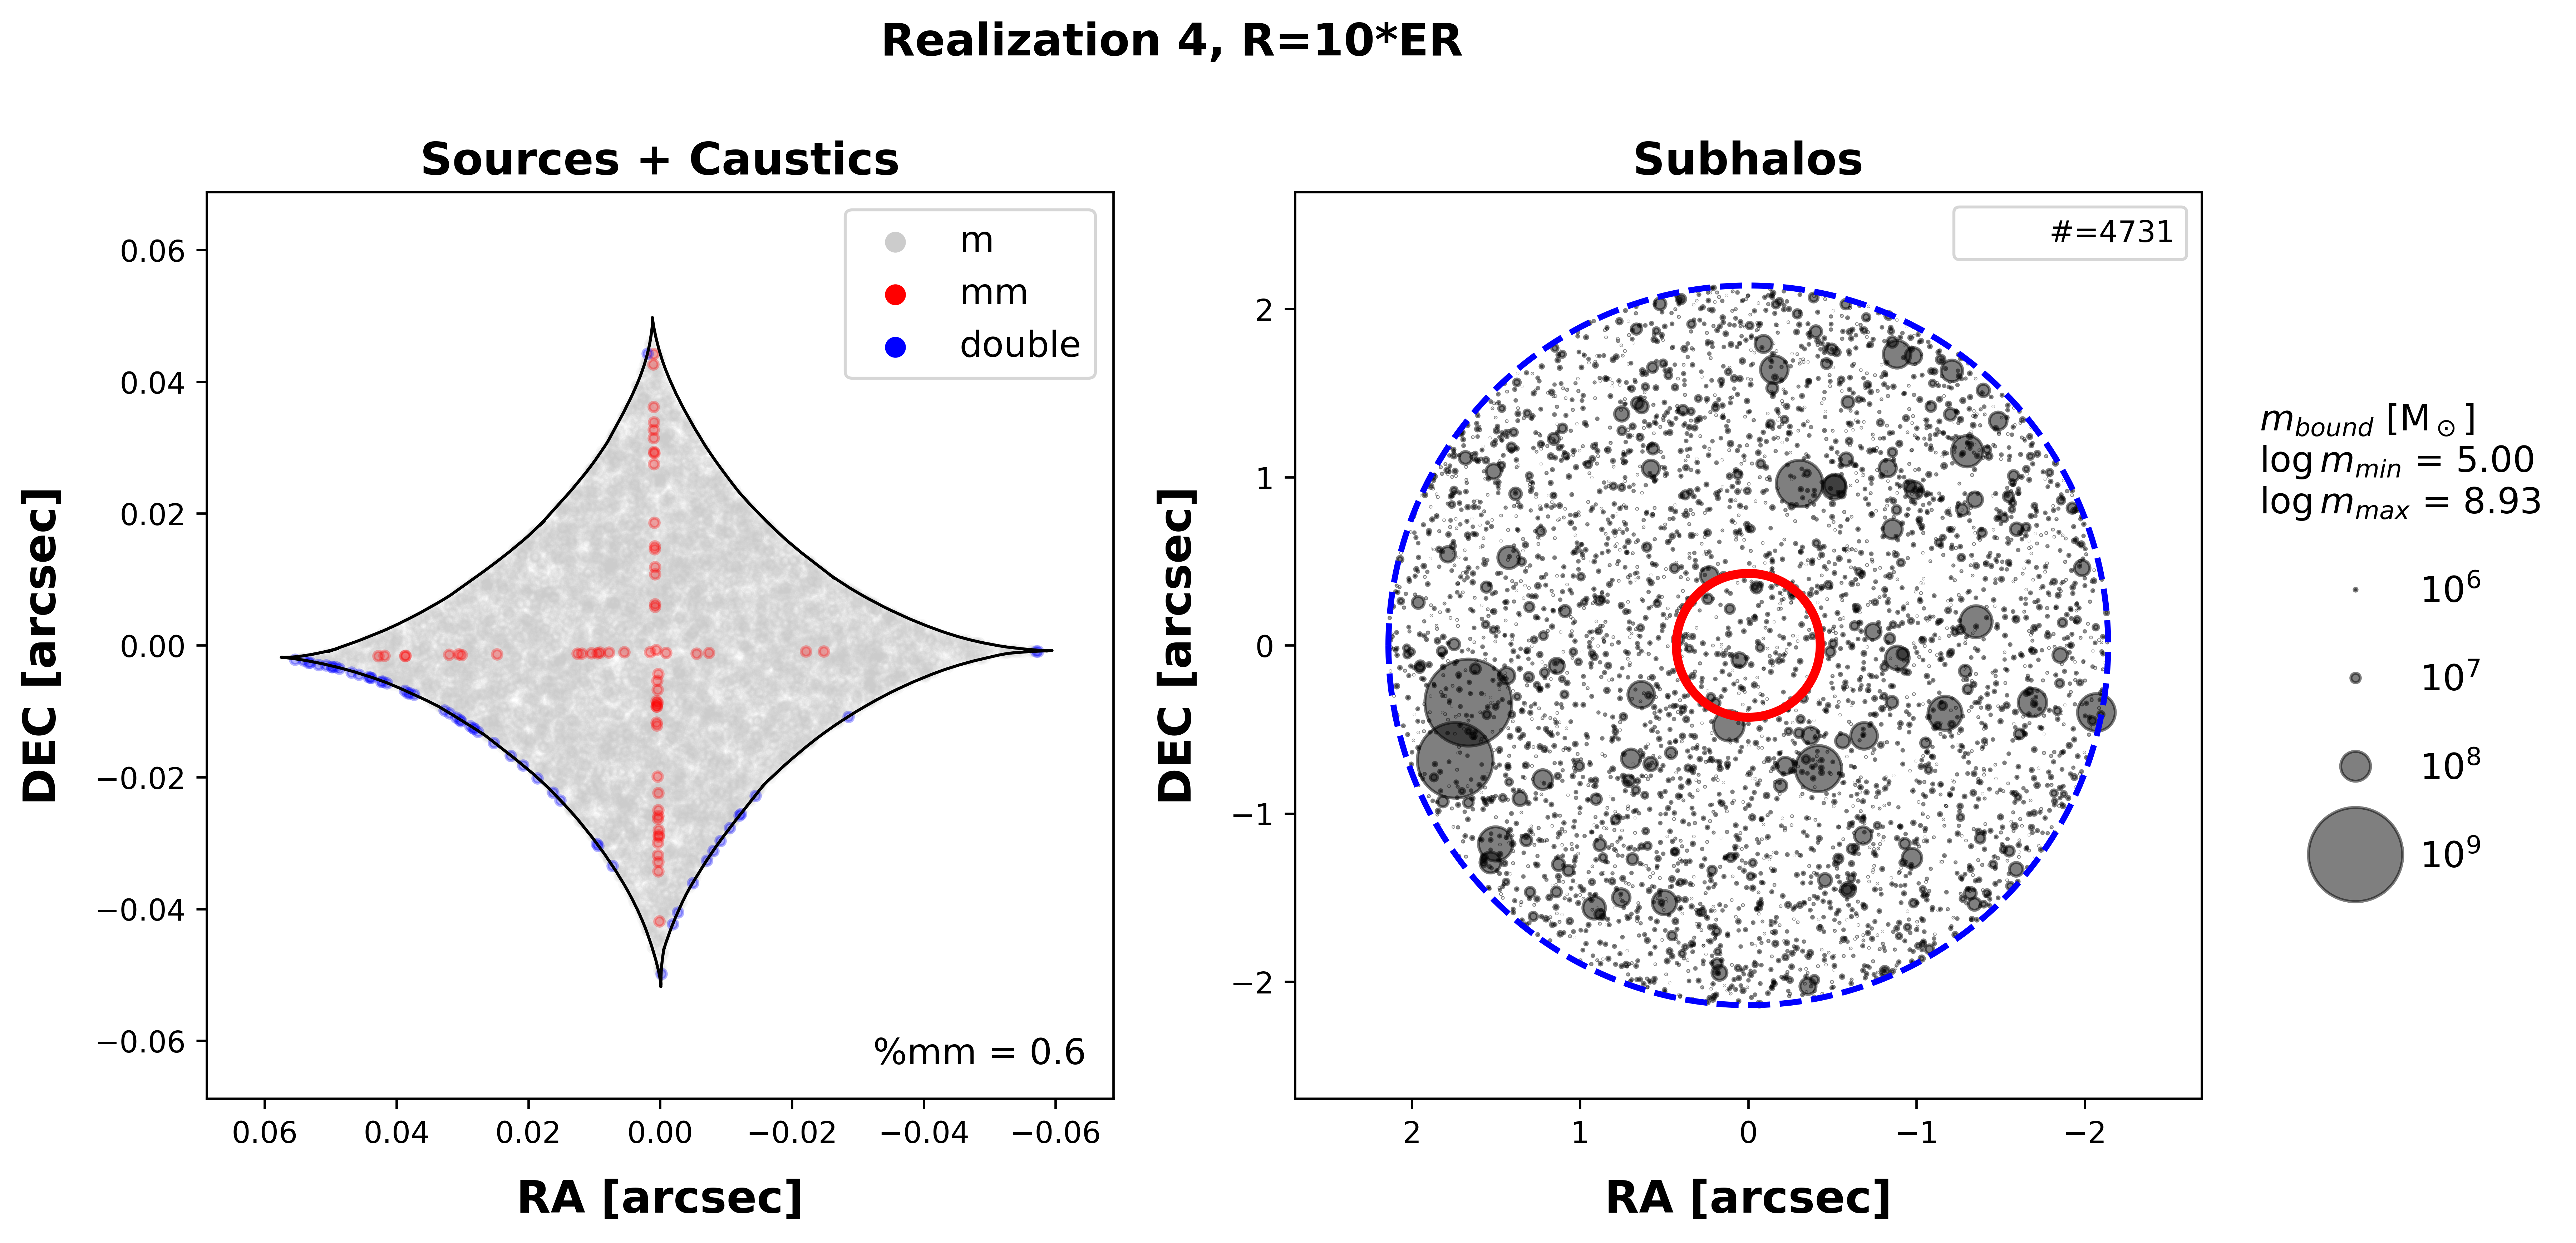 Realization 4, R=10*ER
Sources + Caustics
m
mm
double
0.06
0.04
0.02
0.00
−0.02
−0.04
−0.06
DEC [arcsec]
%mm = 0.6
0.06
0.04
0.02
0.00
−0.02
−0.04
−0.06
RA [arcsec]
Subhalos
#=4731
2
1
0
−1
−2
DEC [arcsec]
2
1
0
−1
−2
RA [arcsec]
m_bound [M_⊙]
log m_min = 5.00
log m_max = 8.93
10^6
10^7
10^8
10^9